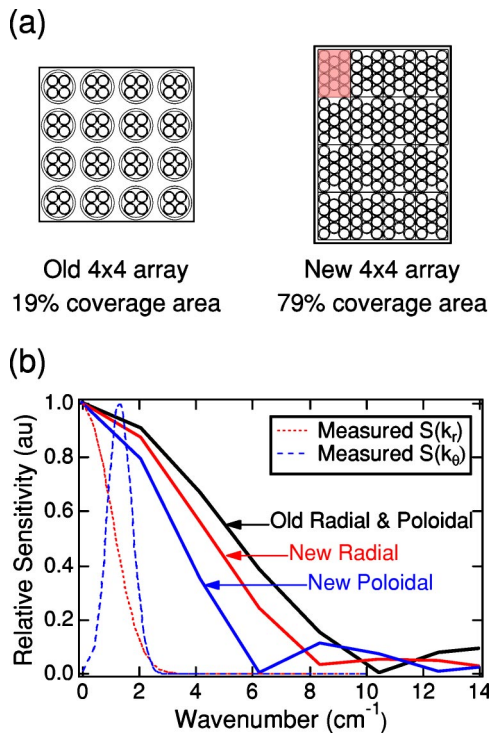 (a)
Old 4x4 array
19% coverage area
New 4x4 array
79% coverage area
(b)
Relative Sensitivity (au)
1.0
0.8
0.6
0.4
0.2
0.0
Measured S(kᵣ)
Measured S(k_θ)
Old Radial & Poloidal
New Radial
New Poloidal
0 2 4 6 8 10 12 14
Wavenumber (cm⁻¹)